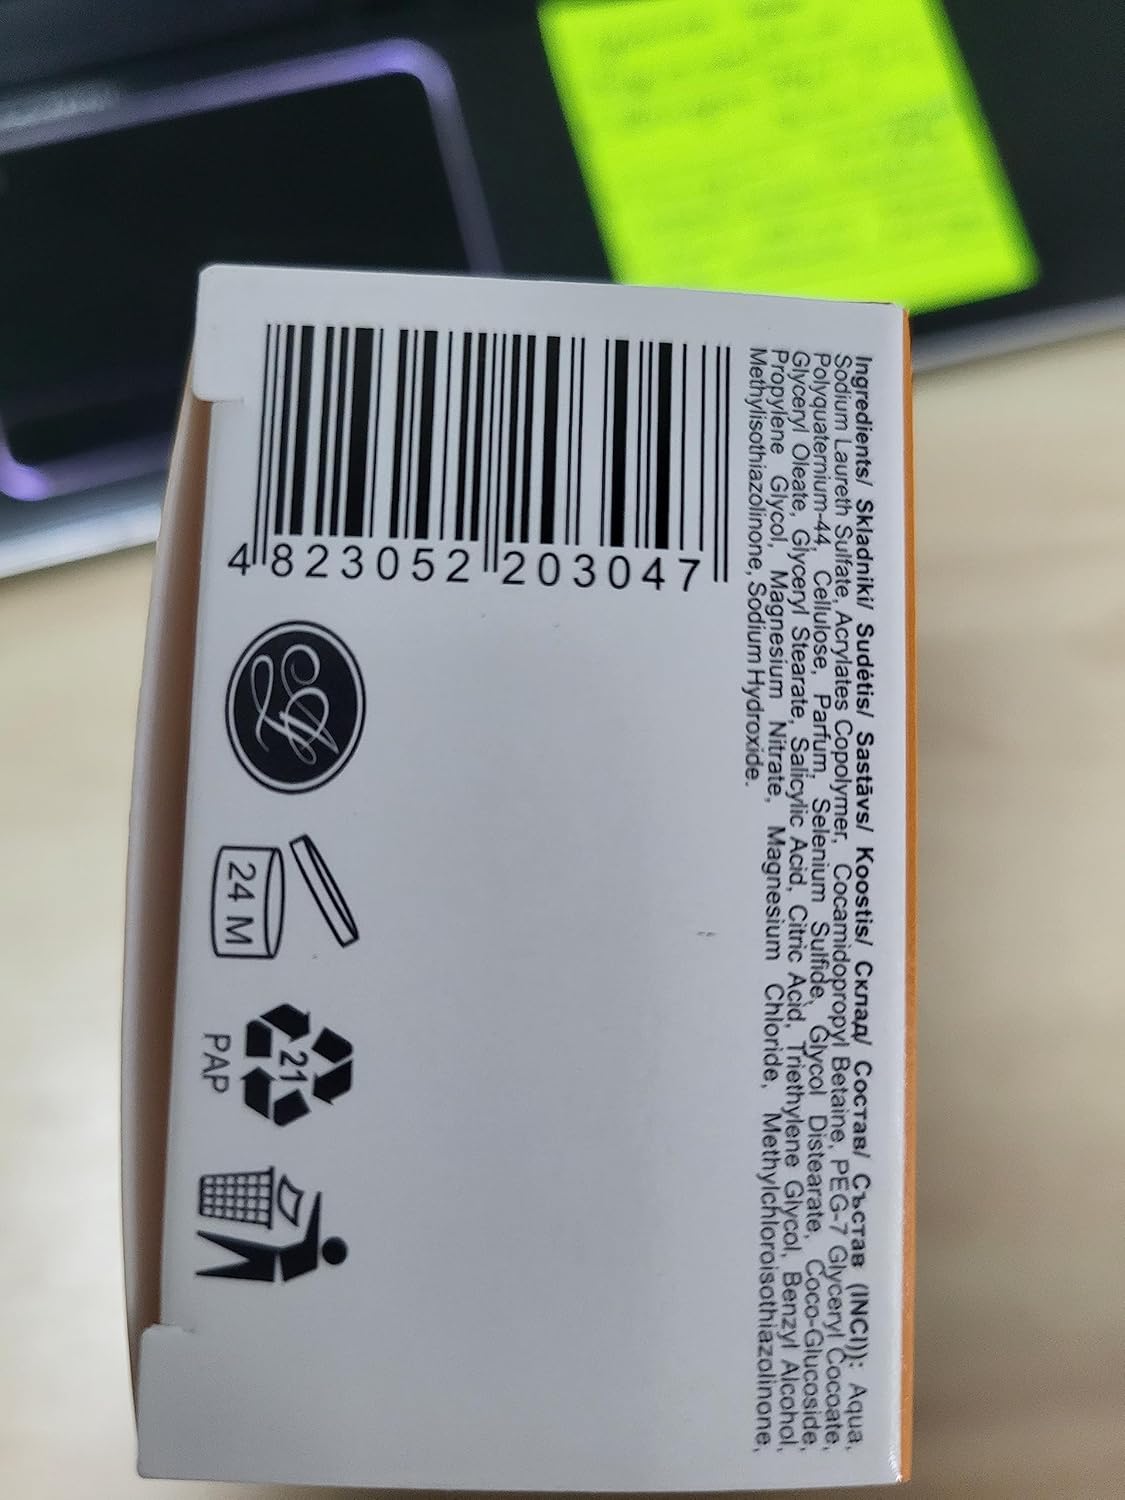 Ingredients/ Składniki/ Sudėtis/ Sastāvs/ Koostis/ Склад/ Состав/ Състав (INCI)): Aqua,
Sodium Laureth Sulfate, Acrylates Copolymer, Cocamidopropyl Betaine, PEG-7 Glyceryl Cocoate,
Polyquaternium-44, Cellulose, Parfum, Selenium Sulfide, Glycol Distearate, Coco-Glucoside,
Glyceryl Oleate, Glyceryl Stearate, Salicylic Acid, Citric Acid, Triethylene Glycol, Benzyl Alcohol,
Propylene Glycol, Magnesium Nitrate, Magnesium Chloride, Methylchloroisothiazolinone,
Methylisothiazolinone, Sodium Hydroxide.
4 823052 203047
24 M
21
PAP